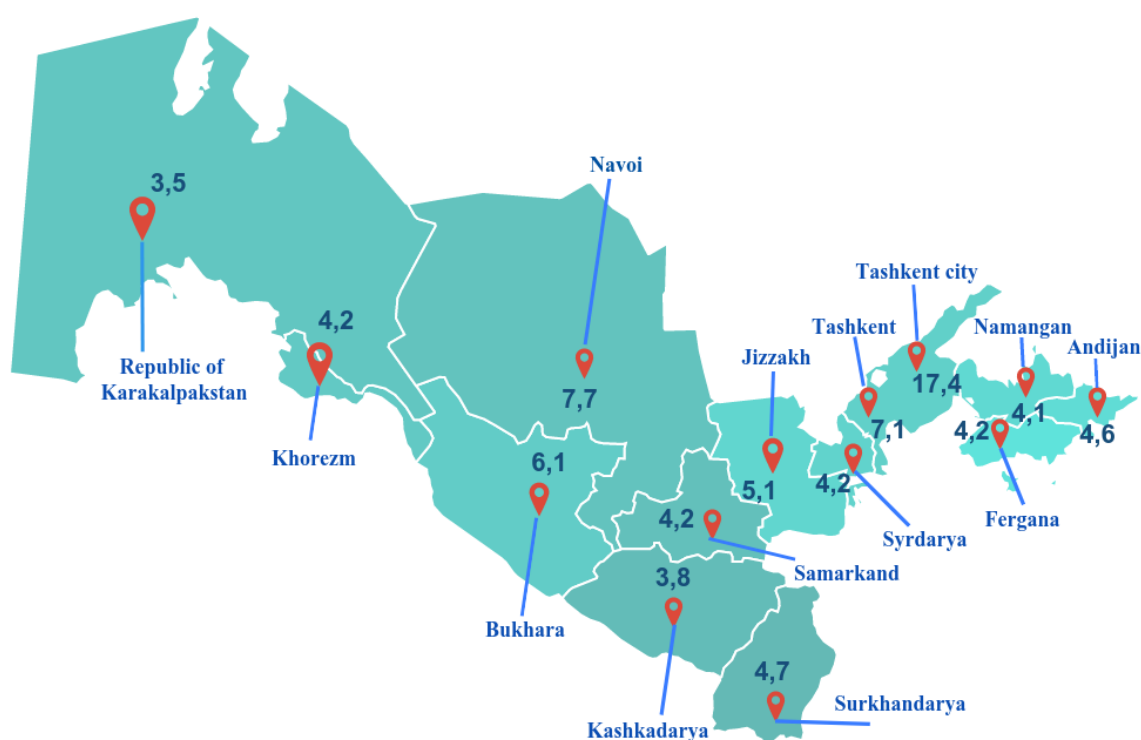 Navoi
3,5
Tashkent city
4,2
Tashkent
Namangan
Andijan
Jizzakh
Republic of
Karakalpakstan
17,4
7,7
7,1
4,2
4,1
4,6
Khorezm
6,1
5,1
4,2
4,2
Fergana
Syrdarya
Samarkand
3,8
Bukhara
4,7
Surkhandarya
Kashkadarya